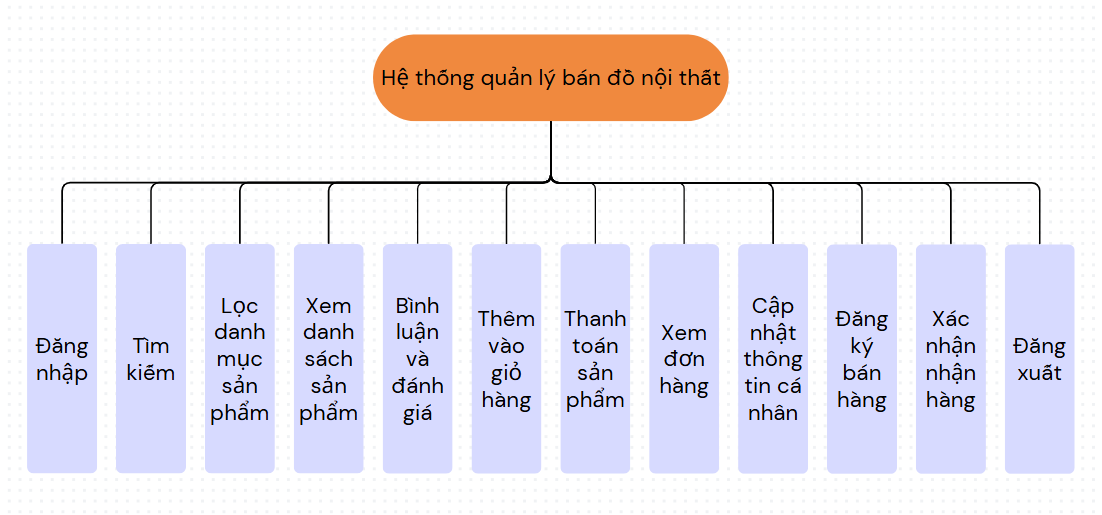 Hệ thống quản lý bán đồ nội thất
Đăng
nhập
Tìm
kiếm
Lọc
danh
mục
sản
phẩm
Xem
danh
sách
sản
phẩm
Bình
luận
và
đánh
giá
Thêm
vào
giỏ
hàng
Thanh
toán
sản
phẩm
Xem
đơn
hàng
Cập
nhật
thông
tin cá
nhân
Đăng
ký
bán
hàng
Xác
nhận
nhận
hàng
Đăng
xuất